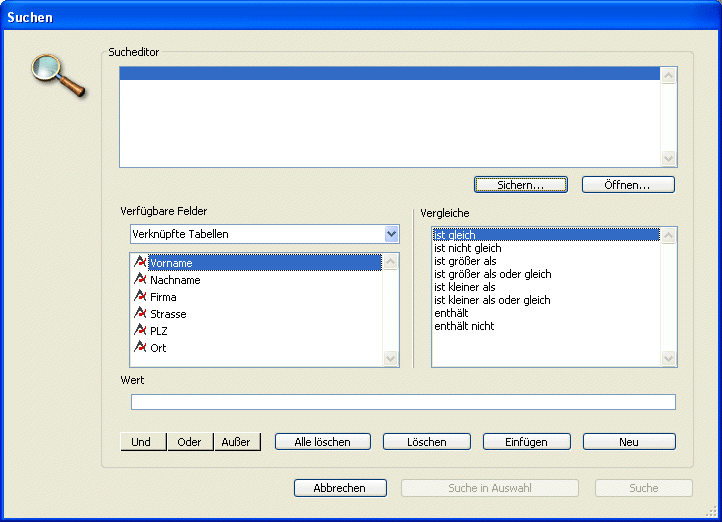 Suchen
Sucheditor
Sichern... Öffnen...
Verfügbare Felder
Verknüpfte Tabellen
Vorname
Nachname
Firma
Strasse
PLZ
Ort
Vergleiche
ist gleich
ist nicht gleich
ist größer als
ist größer als oder gleich
ist kleiner als
ist kleiner als oder gleich
enthält
enthält nicht
Wert
Und Oder Außer Alle löschen Löschen Einfügen Neu
Abbrechen Suche in Auswahl Suche